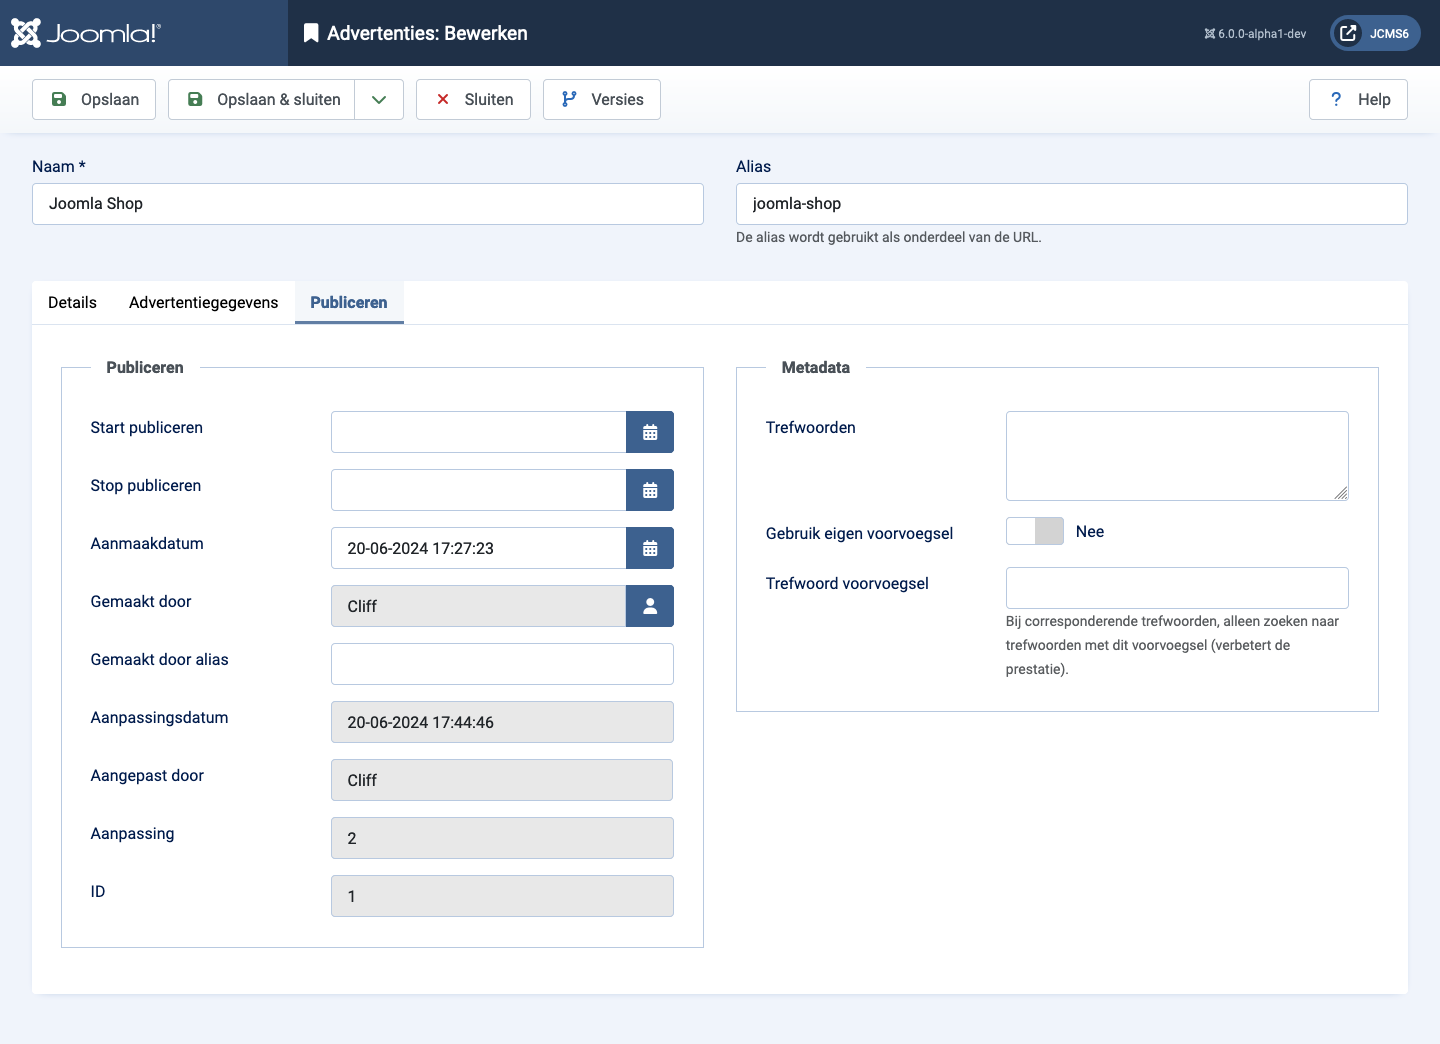 Joomla!®
Advertenties: Bewerken
6.0.0-alpha1-dev
JCMS6
Opslaan
Opslaan & sluiten
Sluiten
Versies
Help
Naam *
Joomla Shop
Alias
joomla-shop
De alias wordt gebruikt als onderdeel van de URL.
Details
Advertentiegegevens
Publiceren
Publiceren
Start publiceren
Stop publiceren
Aanmaakdatum
20-06-2024 17:27:23
Gemaakt door
Cliff
Gemaakt door alias
Aanpassingsdatum
20-06-2024 17:44:46
Aangepast door
Cliff
Aanpassing
2
ID
1
Metadata
Trefwoorden
Gebruik eigen voorvoegsel
Nee
Trefwoord voorvoegsel
Bij corresponderende trefwoorden, alleen zoeken naar
trefwoorden met dit voorvoegsel (verbetert de
prestatie).